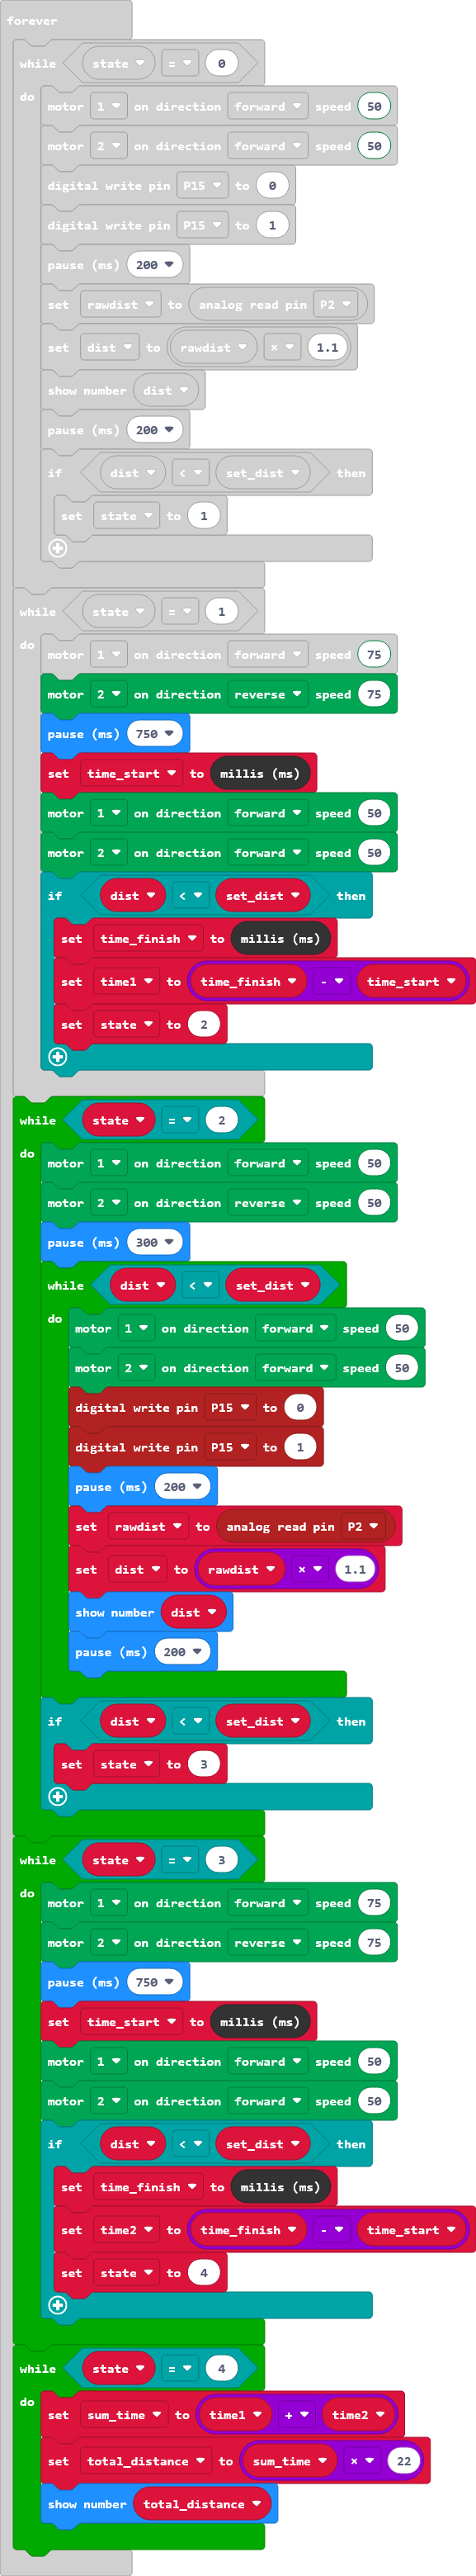 forever
while state = 0
do
motor 1 on direction forward speed 50
motor 2 on direction forward speed 50
digital write pin P15 to 0
digital write pin P15 to 1
pause (ms) 200
set rawdist to analog read pin P2
set dist to rawdist × 1.1
show number dist
pause (ms) 200
if dist < set_dist then
set state to 1
while state = 1
do
motor 1 on direction forward speed 75
motor 2 on direction reverse speed 75
pause (ms) 750
set time_start to millis (ms)
motor 1 on direction forward speed 50
motor 2 on direction forward speed 50
if dist < set_dist then
set time_finish to millis (ms)
set time1 to time_finish - time_start
set state to 2
while state = 2
do
motor 1 on direction forward speed 50
motor 2 on direction reverse speed 50
pause (ms) 300
while dist < set_dist
do
motor 1 on direction forward speed 50
motor 2 on direction forward speed 50
digital write pin P15 to 0
digital write pin P15 to 1
pause (ms) 200
set rawdist to analog read pin P2
set dist to rawdist × 1.1
show number dist
pause (ms) 200
if dist < set_dist then
set state to 3
while state = 3
do
motor 1 on direction forward speed 75
motor 2 on direction reverse speed 75
pause (ms) 750
set time_start to millis (ms)
motor 1 on direction forward speed 50
motor 2 on direction forward speed 50
if dist < set_dist then
set time_finish to millis (ms)
set time2 to time_finish - time_start
set state to 4
while state = 4
do
set sum_time to time1 + time2
set total_distance to sum_time × 22
show number total_distance